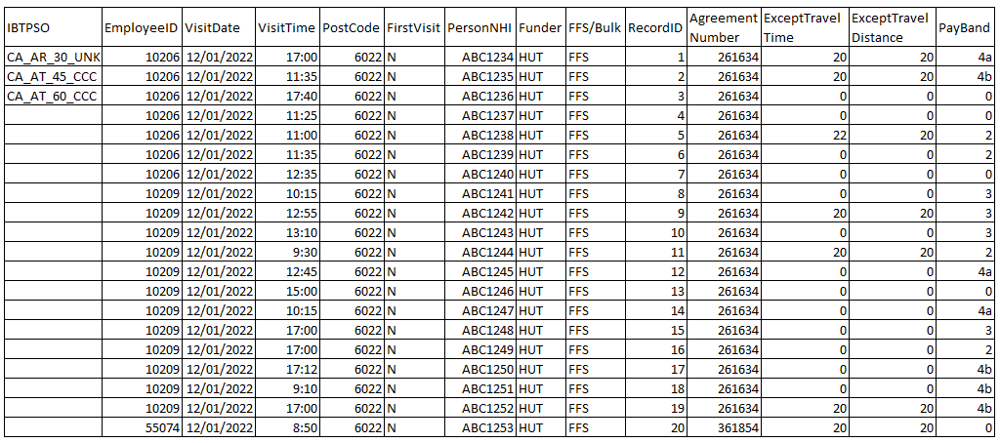 IBTPSO EmployeeID VisitDate VisitTime PostCode FirstVisit PersonNHI Funder FFS/Bulk RecordID Agreement Number ExceptTravel Time ExceptTravel Distance PayBand
CA_AR_30_UNK 10206 12/01/2022 17:00 6022 N ABC1234 HUT FFS 1 261634 20 20 4a
CA_AT_45_CCC 10206 12/01/2022 11:35 6022 N ABC1235 HUT FFS 2 261634 20 20 4b
CA_AT_60_CCC 10206 12/01/2022 17:40 6022 N ABC1236 HUT FFS 3 261634 0 0 0
10206 12/01/2022 11:25 6022 N ABC1237 HUT FFS 4 261634 0 0 0
10206 12/01/2022 11:00 6022 N ABC1238 HUT FFS 5 261634 22 20 2
10206 12/01/2022 11:35 6022 N ABC1239 HUT FFS 6 261634 0 0 2
10206 12/01/2022 12:35 6022 N ABC1240 HUT FFS 7 261634 0 0 0
10209 12/01/2022 10:15 6022 N ABC1241 HUT FFS 8 261634 0 0 3
10209 12/01/2022 12:55 6022 N ABC1242 HUT FFS 9 261634 20 20 3
10209 12/01/2022 13:10 6022 N ABC1243 HUT FFS 10 261634 0 0 3
10209 12/01/2022 9:30 6022 N ABC1244 HUT FFS 11 261634 20 20 2
10209 12/01/2022 12:45 6022 N ABC1245 HUT FFS 12 261634 0 0 4a
10209 12/01/2022 15:00 6022 N ABC1246 HUT FFS 13 261634 0 0 0
10209 12/01/2022 10:15 6022 N ABC1247 HUT FFS 14 261634 0 0 4a
10209 12/01/2022 17:00 6022 N ABC1248 HUT FFS 15 261634 0 0 3
10209 12/01/2022 17:00 6022 N ABC1249 HUT FFS 16 261634 0 0 2
10209 12/01/2022 17:12 6022 N ABC1250 HUT FFS 17 261634 0 0 4b
10209 12/01/2022 9:10 6022 N ABC1251 HUT FFS 18 261634 0 0 4b
10209 12/01/2022 17:00 6022 N ABC1252 HUT FFS 19 261634 20 20 4b
55074 12/01/2022 8:50 6022 N ABC1253 HUT FFS 20 361854 20 20 0